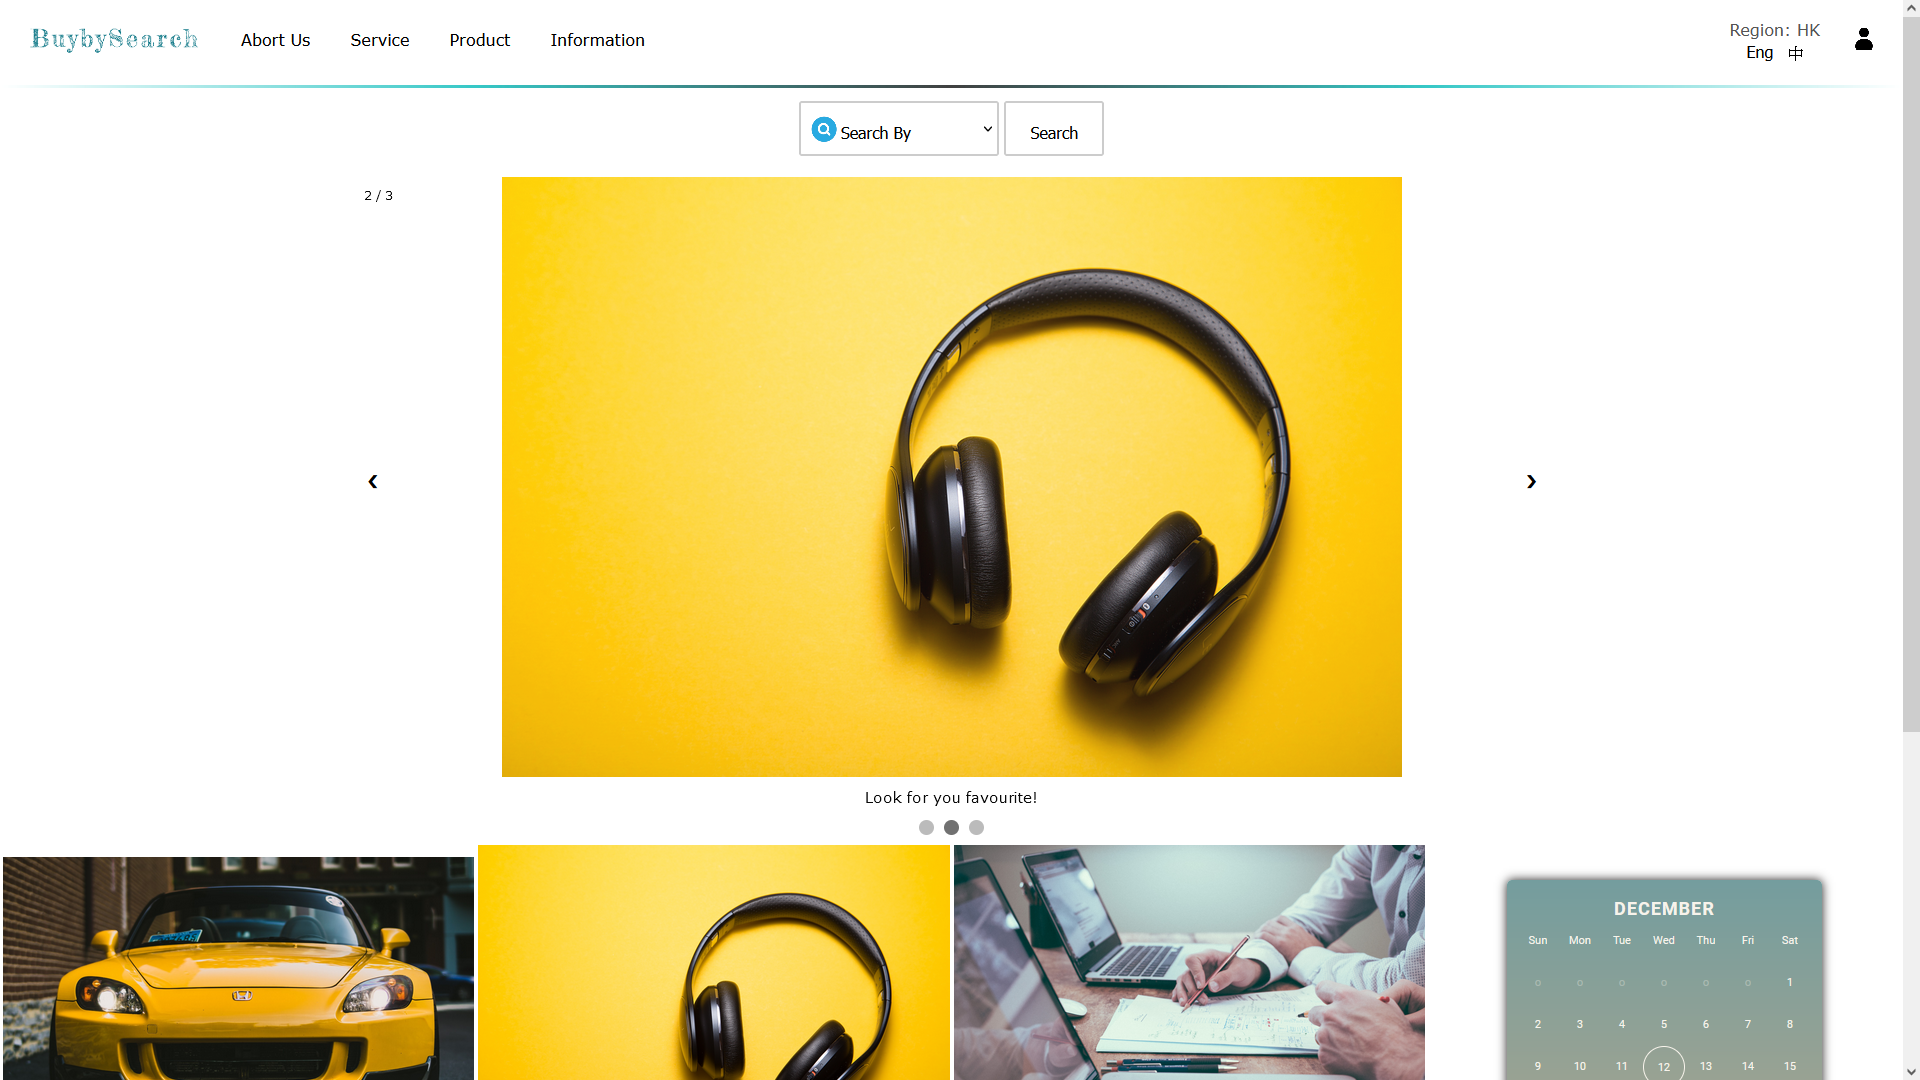 BuybySearch
Abort Us
Service
Product
Information
Region: HK
Eng 中
Search By
Search
2 / 3
❮
❯
Look for you favourite!
DECEMBER
Sun Mon Tue Wed Thu Fri Sat
○ ○ ○ ○ ○ ○ 1
2 3 4 5 6 7 8
9 10 11 12 13 14 15